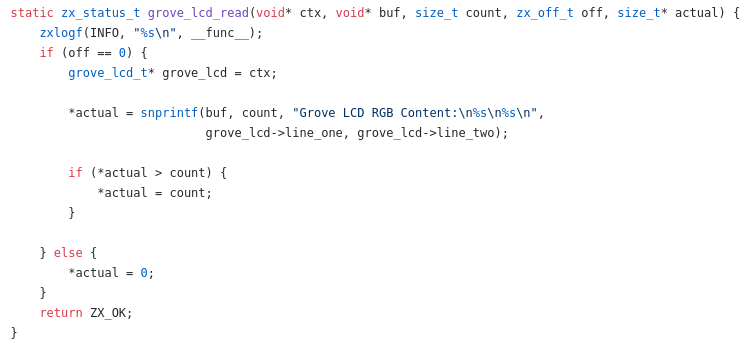 static zx_status_t grove_lcd_read(void* ctx, void* buf, size_t count, zx_off_t off, size_t* actual) {
    zxlogf(INFO, "%s\n", __func__);
    if (off == 0) {
        grove_lcd_t* grove_lcd = ctx;

        *actual = snprintf(buf, count, "Grove LCD RGB Content:\n%s\n%s\n",
                           grove_lcd->line_one, grove_lcd->line_two);

        if (*actual > count) {
            *actual = count;
        }

    } else {
        *actual = 0;
    }
    return ZX_OK;
}